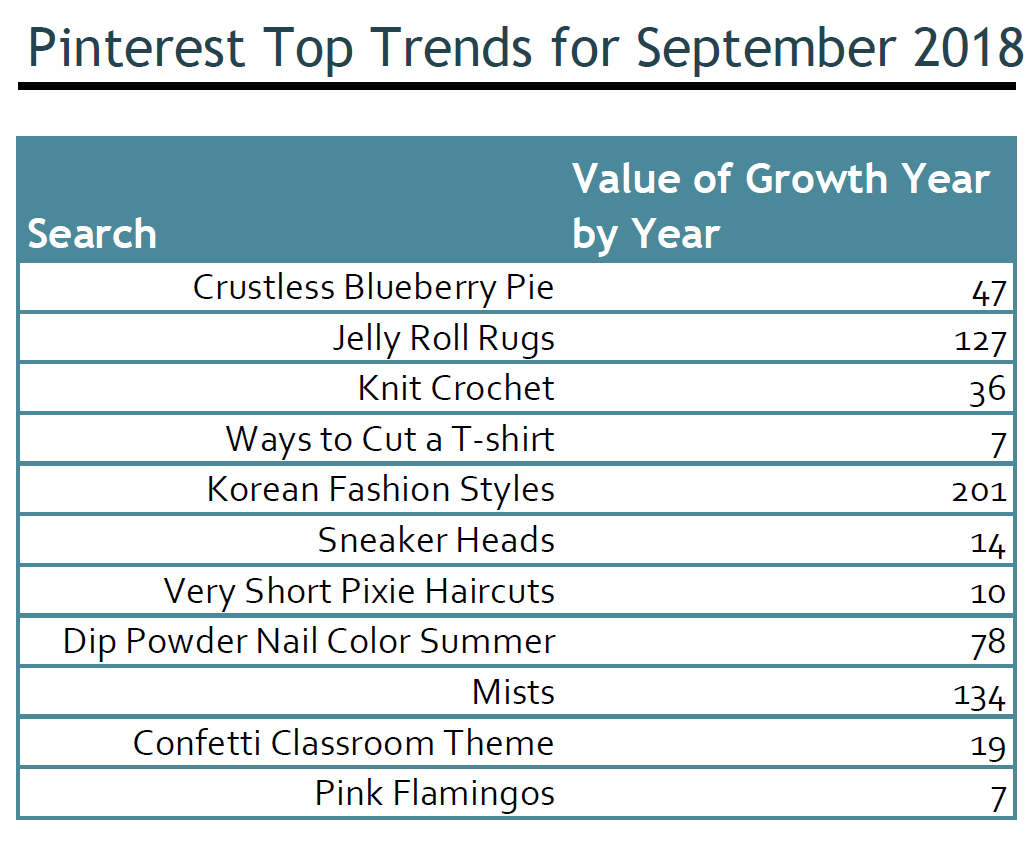 Pinterest Top Trends for September 2018
Search Value of Growth Year by Year
Crustless Blueberry Pie 47
Jelly Roll Rugs 127
Knit Crochet 36
Ways to Cut a T-shirt 7
Korean Fashion Styles 201
Sneaker Heads 14
Very Short Pixie Haircuts 10
Dip Powder Nail Color Summer 78
Mists 134
Confetti Classroom Theme 19
Pink Flamingos 7